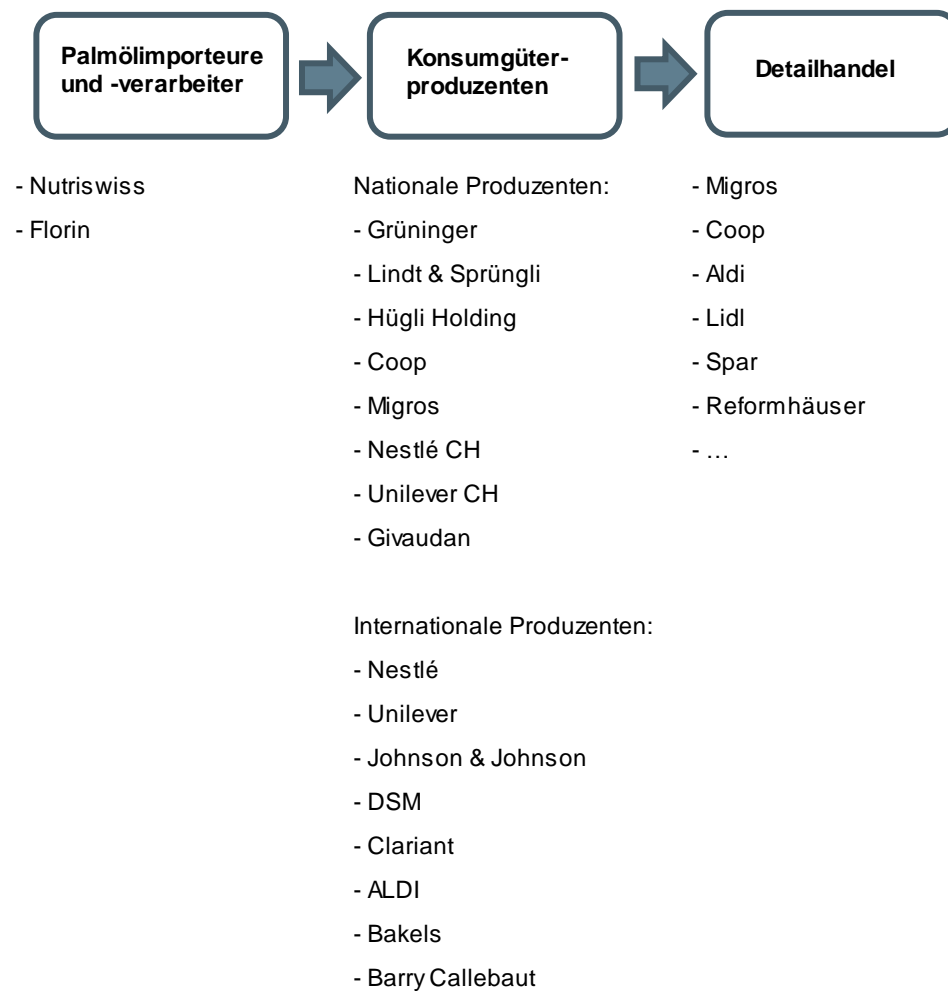 Palmölimporteure
und -verarbeiter
Konsumgüter-
produzenten
Detailhandel
- Nutriswiss
- Florin
Nationale Produzenten:
- Grüninger
- Lindt & Sprüngli
- Hügli Holding
- Coop
- Migros
- Nestlé CH
- Unilever CH
- Givaudan
Internationale Produzenten:
- Nestlé
- Unilever
- Johnson & Johnson
- DSM
- Clariant
- ALDI
- Bakels
- Barry Callebaut
- Migros
- Coop
- Aldi
- Lidl
- Spar
- Reformhäuser
- …